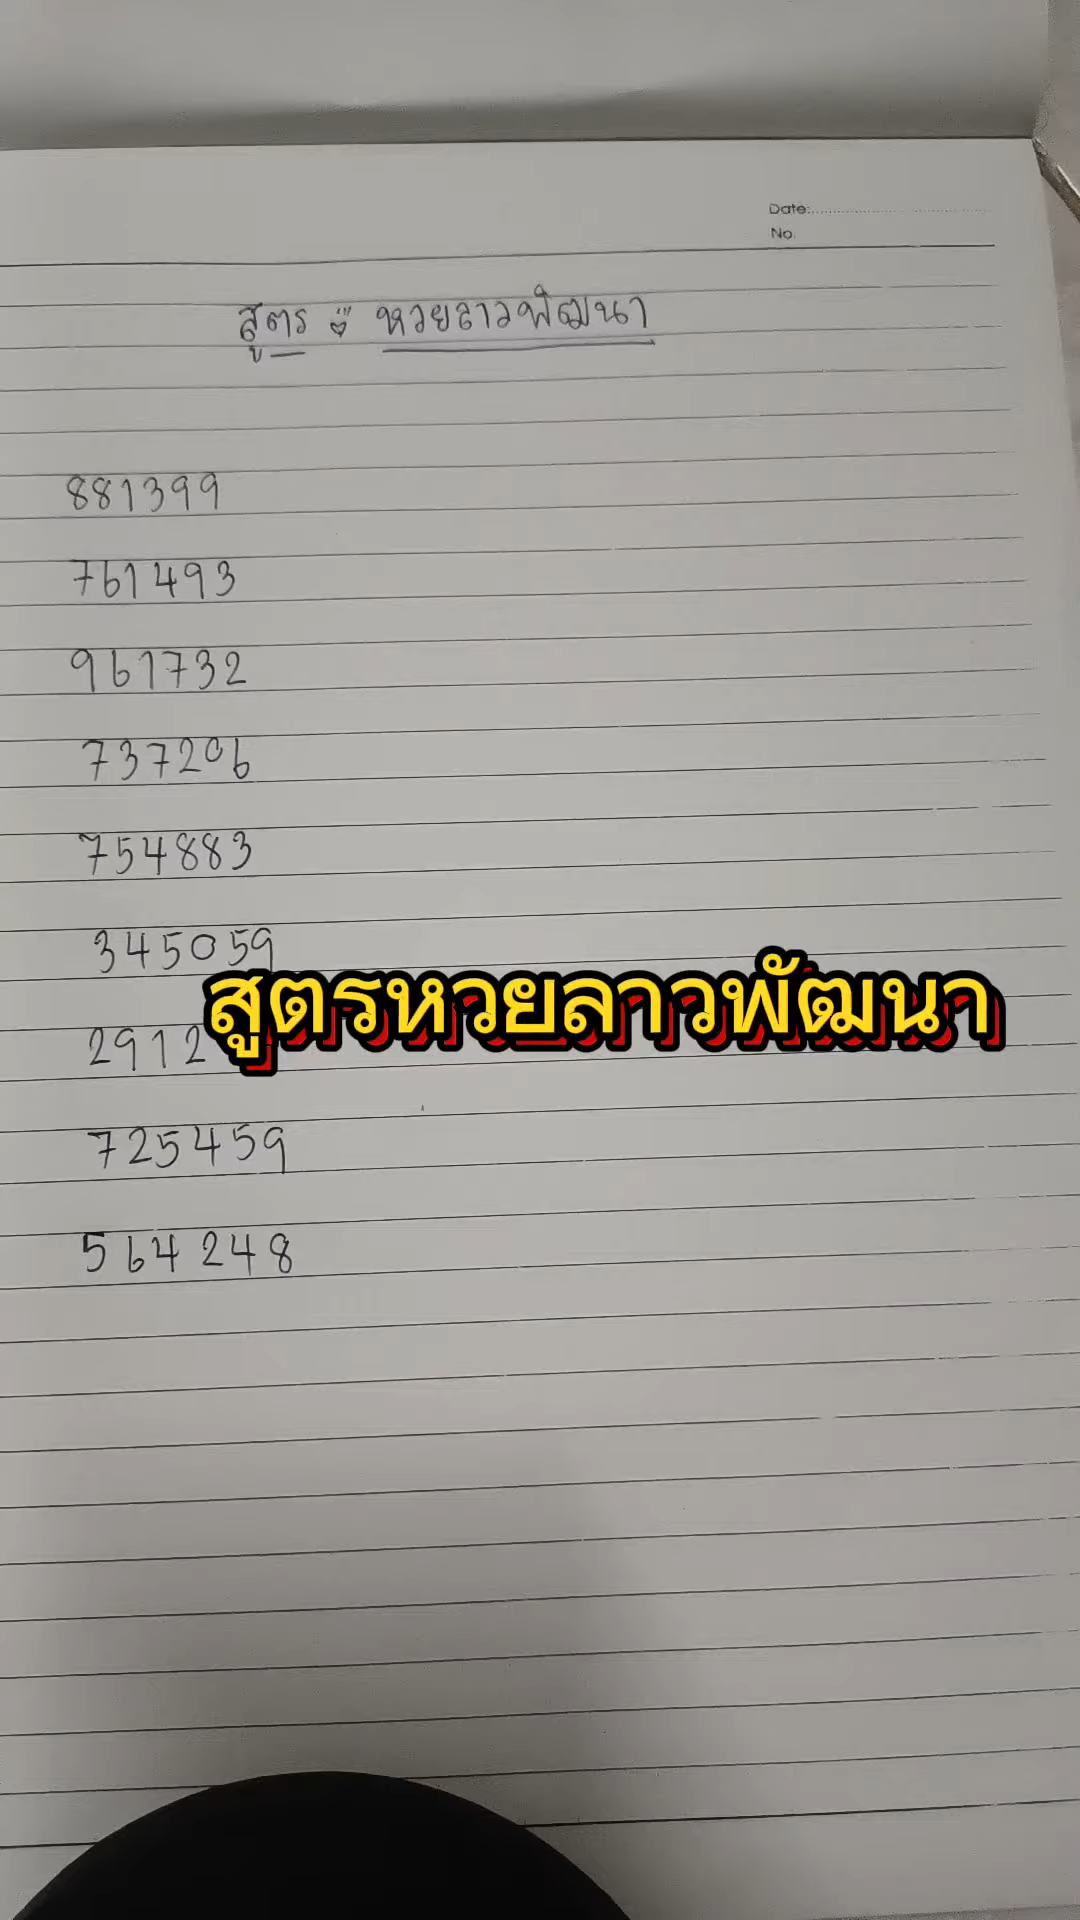 Date:
No.
สูตร หวยลาวพัฒนา
881399
761493
961732
737206
754883
345059
สูตรหวยลาวพัฒนา
2912
725459
564248